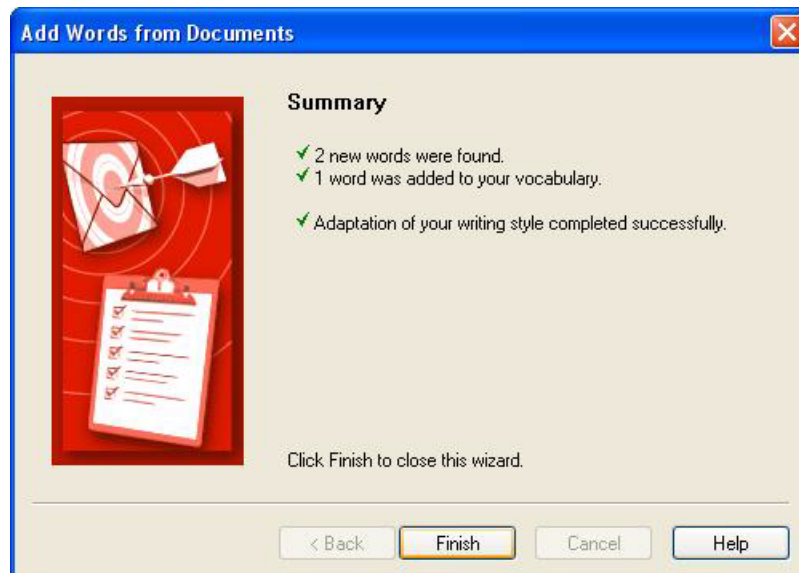 Add Words from Documents
Summary
2 new words were found.
1 word was added to your vocabulary.
Adaptation of your writing style completed successfully.
Click Finish to close this wizard.
< Back Finish Cancel Help